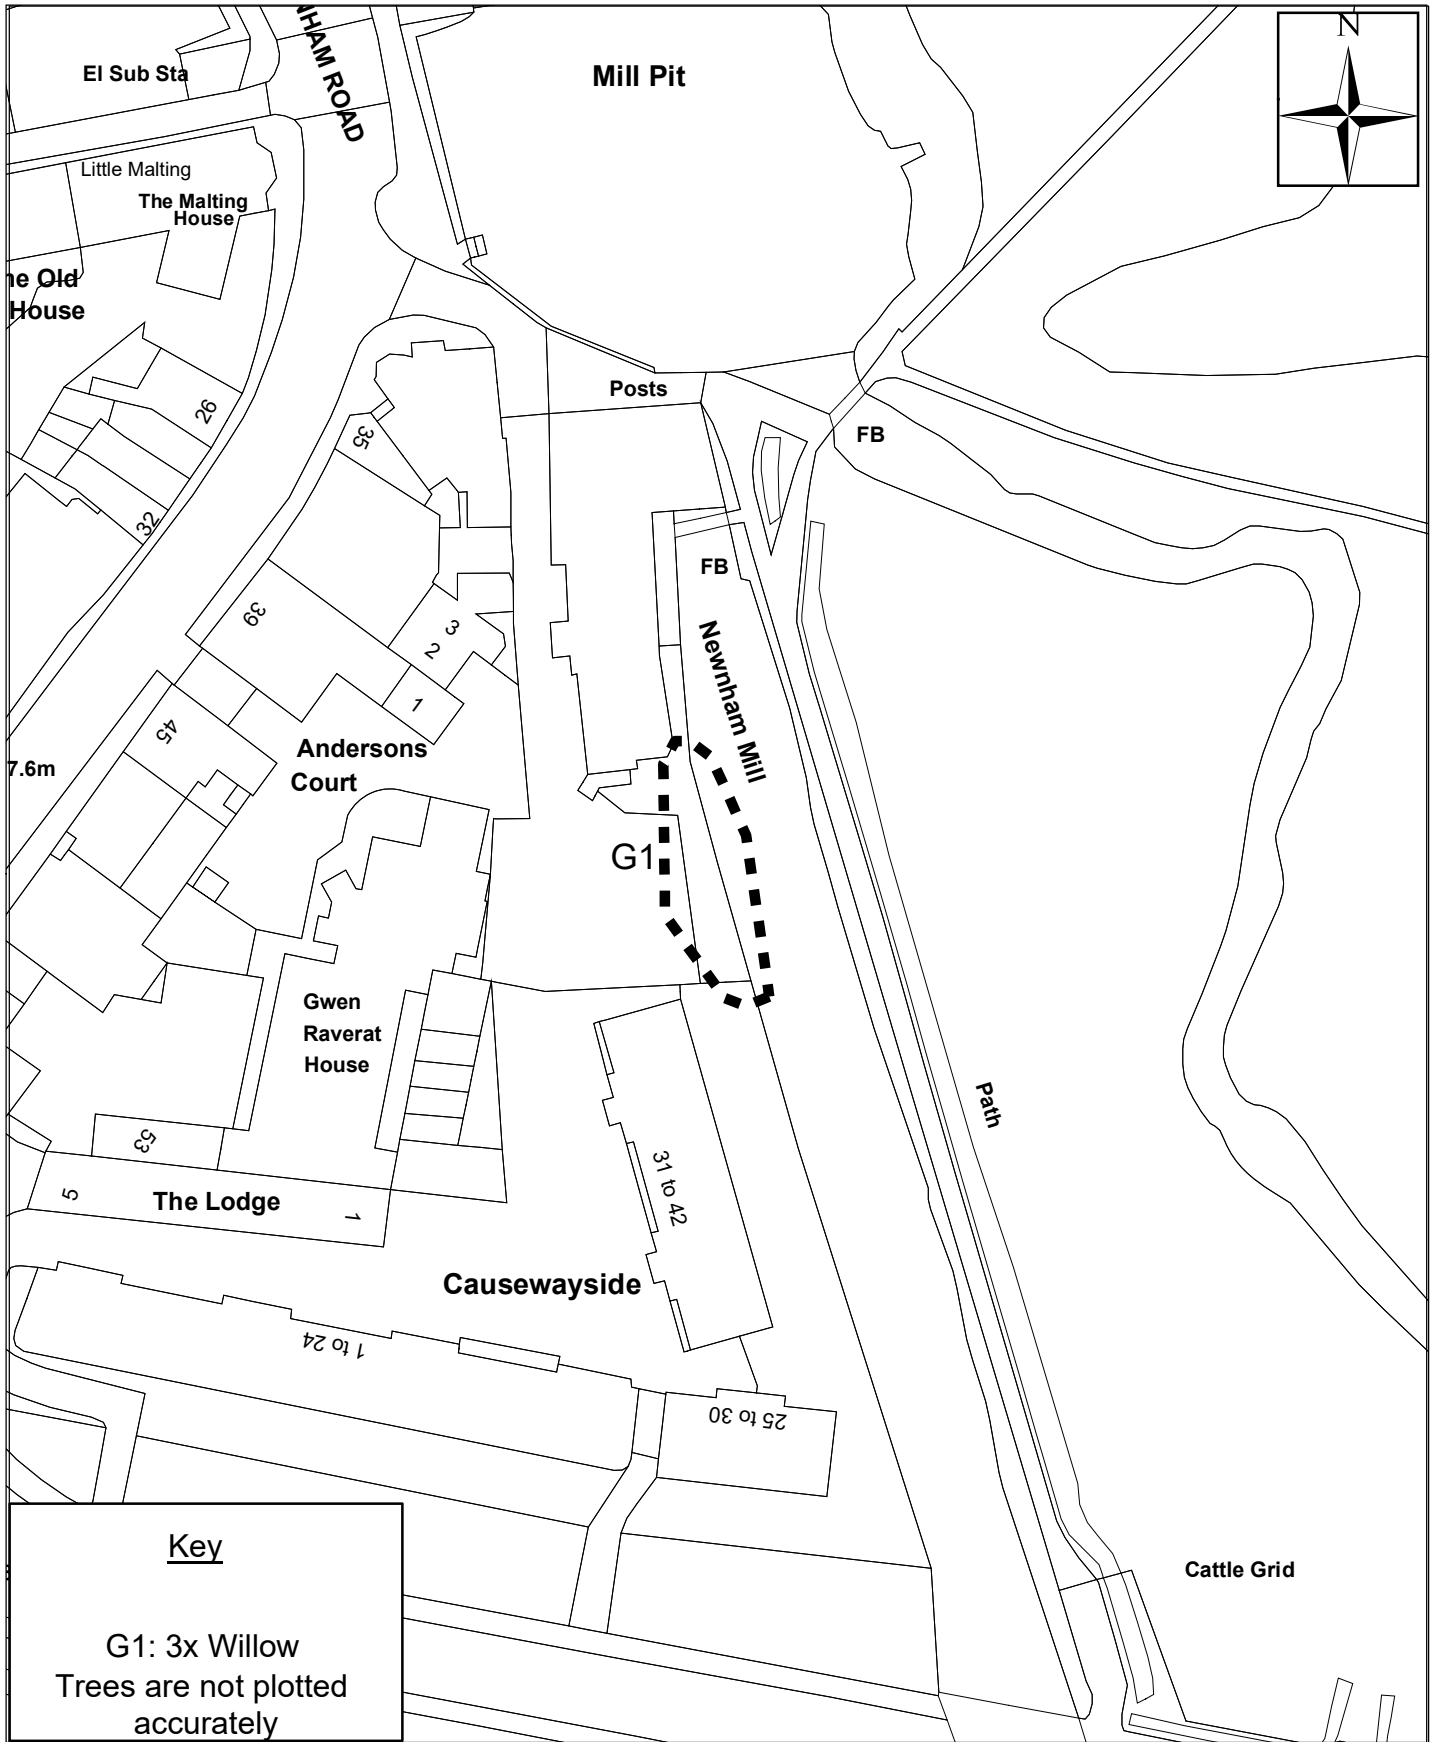 NHAM ROAD
N
El Sub Sta
Mill Pit
Little Malting
The Malting
House
he Old
House
Posts
26
35
FB
32
FB
39
3
2
1
Newnham Mill
45
Andersons
Court
7.6m
G1
Gwen
Raverat
House
Path
53
31 to 42
5
The Lodge
1
Causewayside
1 to 24
25 to 30
Cattle Grid
Key
G1: 3x Willow
Trees are not plotted
accurately